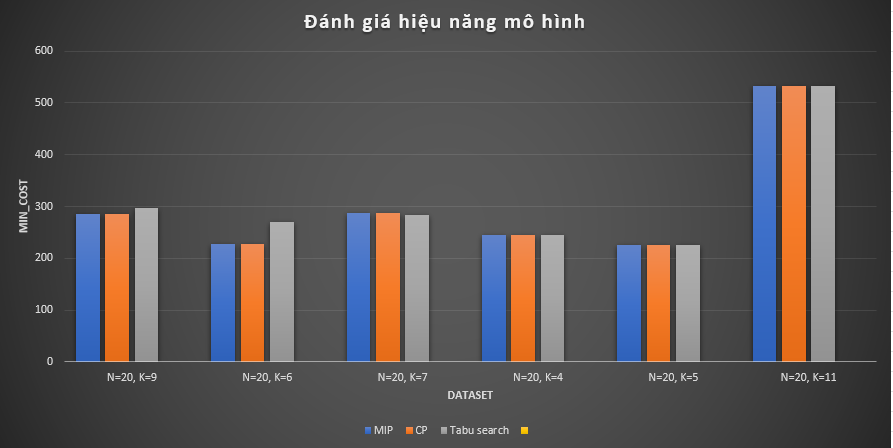 Đánh giá hiệu năng mô hình
600
500
400
300
200
100
0
MIN_COST
N=20, K=9 N=20, K=6 N=20, K=7 N=20, K=4 N=20, K=5 N=20, K=11
DATASET
MIP CP Tabu search